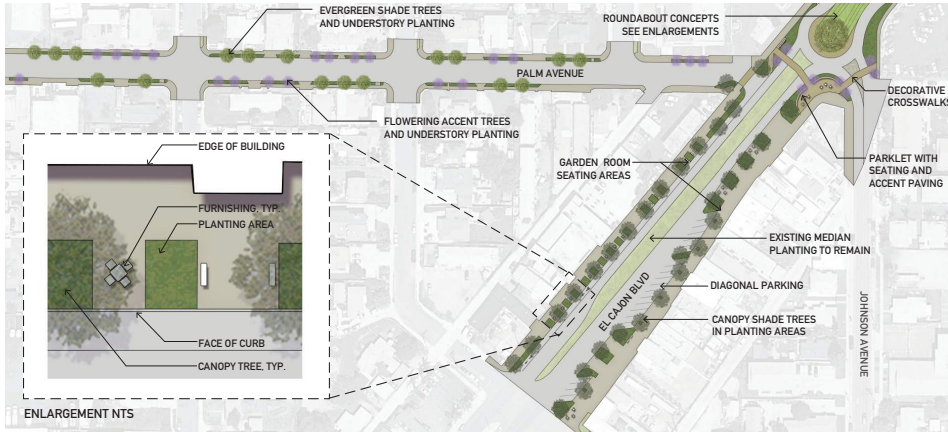 EVERGREEN SHADE TREES
AND UNDERSTORY PLANTING
ROUNDABOUT CONCEPTS
SEE ENLARGEMENTS
PALM AVENUE
DECORATIVE
CROSSWALKS
FLOWERING ACCENT TREES
AND UNDERSTORY PLANTING
EDGE OF BUILDING
GARDEN ROOM
SEATING AREAS
PARKLET WITH
SEATING AND
ACCENT PAVING
FURNISHING, TYP.
PLANTING AREA
EXISTING MEDIAN
PLANTING TO REMAIN
DIAGONAL PARKING
EL CAJON BLVD
JOHNSON AVENUE
CANOPY SHADE TREES
IN PLANTING AREAS
FACE OF CURB
CANOPY TREE, TYP.
ENLARGEMENT NTS